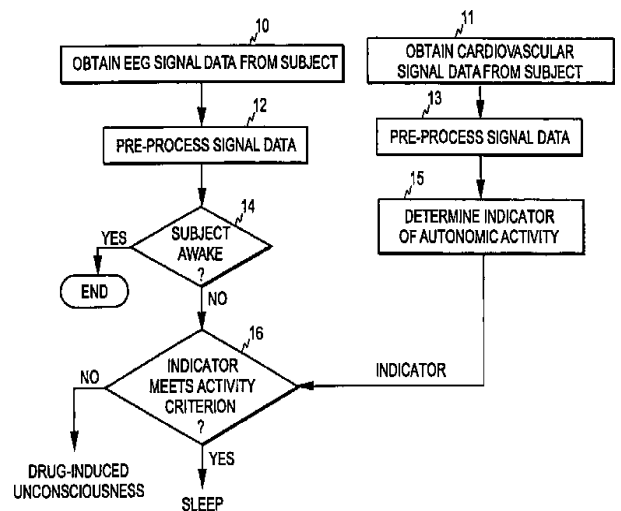 10
OBTAIN EEG SIGNAL DATA FROM SUBJECT
11
OBTAIN CARDIOVASCULAR
SIGNAL DATA FROM SUBJECT
12
PRE-PROCESS SIGNAL DATA
13
PRE-PROCESS SIGNAL DATA
14
SUBJECT
AWAKE
?
YES
END
NO
15
DETERMINE INDICATOR
OF AUTONOMIC ACTIVITY
16
INDICATOR
MEETS ACTIVITY
CRITERION
?
INDICATOR
NO
DRUG-INDUCED
UNCONSCIOUSNESS
YES
SLEEP